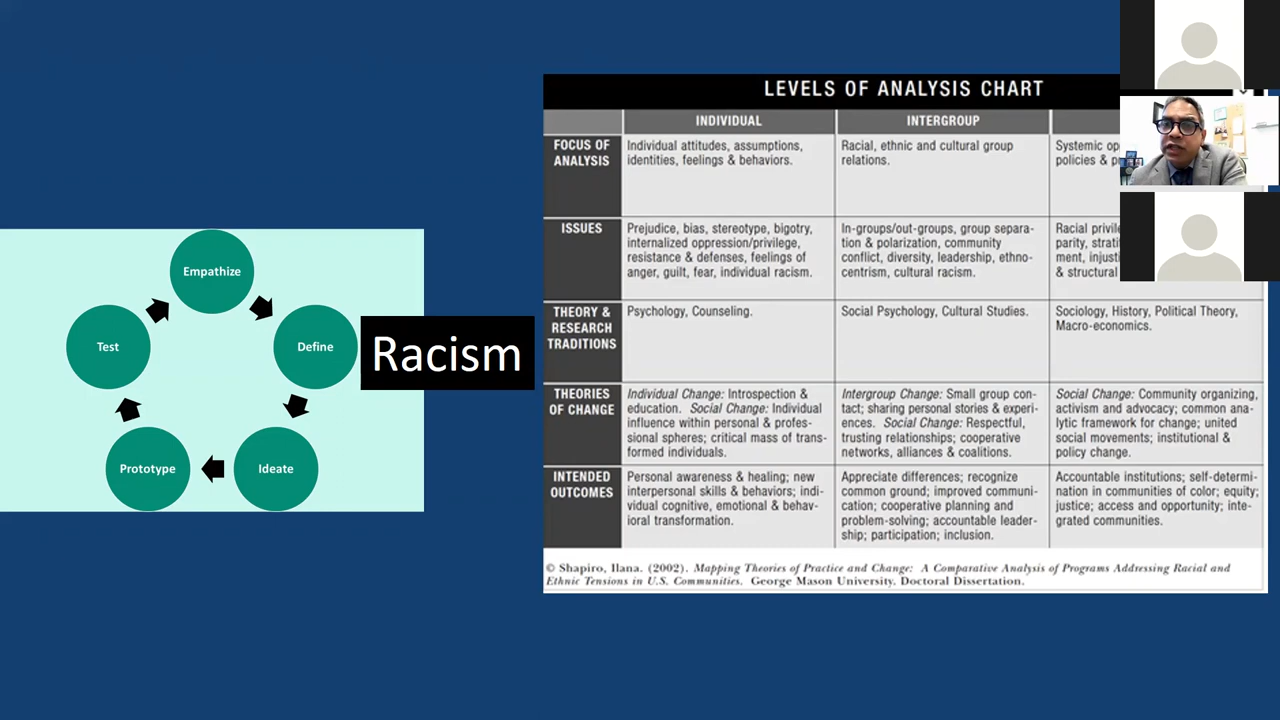 Empathize
Test
Define
Racism
Prototype
Ideate
LEVELS OF ANALYSIS CHART
INDIVIDUAL
INTERGROUP
FOCUS OF
ANALYSIS
Individual attitudes, assumptions,
identities, feelings & behaviors.
Racial, ethnic and cultural group
relations.
Systemic
policies &
ISSUES
Prejudice, bias, stereotype, bigotry,
internalized oppression/privilege,
resistance & defenses, feelings of
anger, guilt, fear, individual racism.
In-groups/out-groups, group separa-
tion & polarization, community
conflict, diversity, leadership, ethno-
centrism, cultural racism.
Racial
& structural
THEORY &
RESEARCH
TRADITIONS
Psychology, Counseling.
Social Psychology, Cultural Studies.
Sociology, History, Political Theory,
Macro-economics.
THEORIES
OF CHANGE
Individual Change: Introspection &
education. Social Change: Individual
influence within personal & profes-
sional spheres; critical mass of trans-
formed individuals.
Intergroup Change: Small group con-
tact; sharing personal stories & experi-
ences. Social Change: Respectful,
trusting relationships; cooperative
networks, alliances & coalitions.
Social Change: Community organizing,
activism and advocacy; common ana-
lytic framework for change; united
social movements; institutional &
policy change.
INTENDED
OUTCOMES
Personal awareness & healing; new
interpersonal skills & behaviors; indi-
vidual cognitive, emotional & behav-
ioral transformation.
Appreciate differences; recognize
common ground; improved communi-
cation; cooperative planning and
problem-solving; accountable leader-
ship; participation; inclusion.
Accountable institutions; self-determi-
nation in communities of color; equity;
justice; access and opportunity; inte-
grated communities.
© Shapiro, Ilana. (2002). Mapping Theories of Practice and Change: A Comparative Analysis of Programs Addressing Racial and
Ethnic Tensions in U.S. Communities. George Mason University. Doctoral Dissertation.